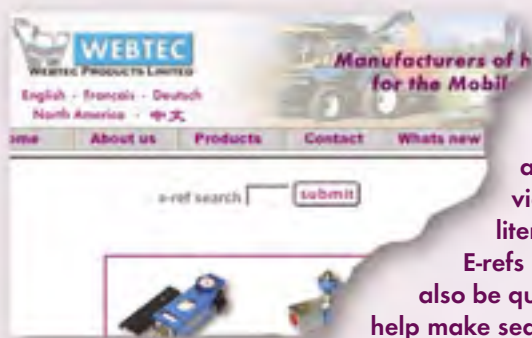 WEBTEC
WEBTEC PRODUCTS LIMITED
English - Francais - Deutsch
North America - 中文
Manufacturers of h
for the Mobil
ome About us Products Contact Whats new
e-ref search submit
a
vi
liter
E-refs
also be qu
help make sea